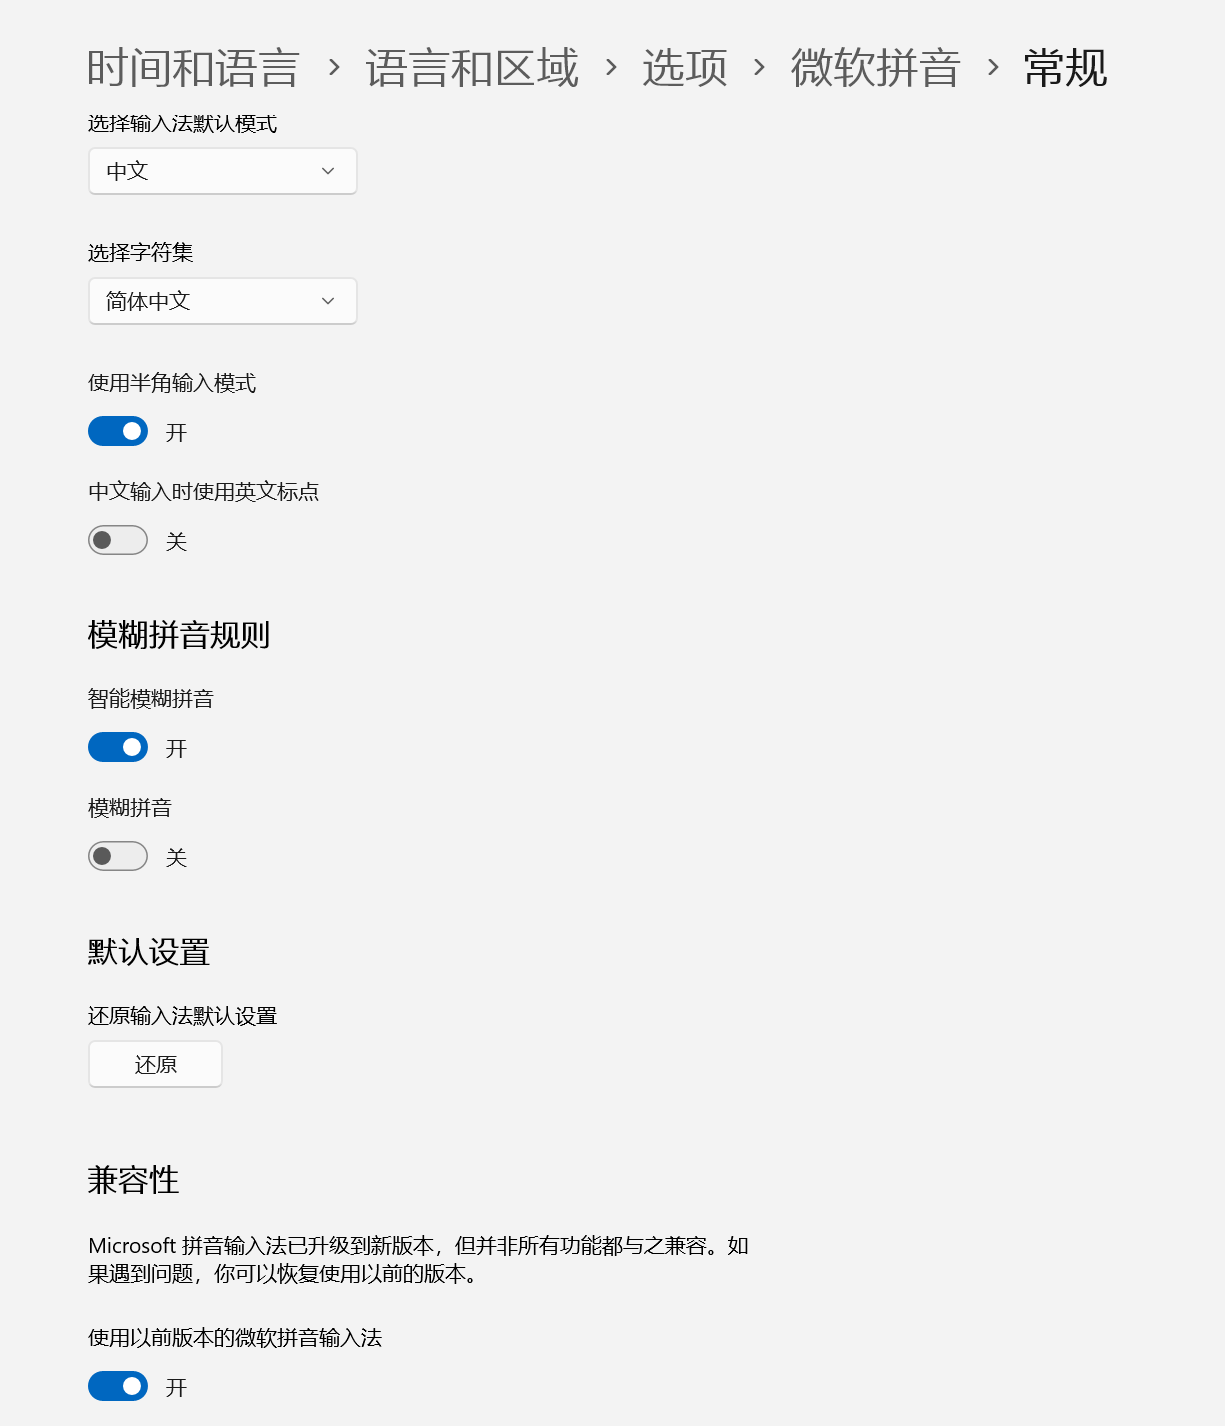 时间和语言 > 语言和区域 > 选项 > 微软拼音 > 常规
选择输入法默认模式
中文
选择字符集
简体中文
使用半角输入模式
开
中文输入时使用英文标点
关
模糊拼音规则
智能模糊拼音
开
模糊拼音
关
默认设置
还原输入法默认设置
还原
兼容性
Microsoft 拼音输入法已升级到新版本，但并非所有功能都与之兼容。如
果遇到问题，你可以恢复使用以前的版本。
使用以前版本的微软拼音输入法
开